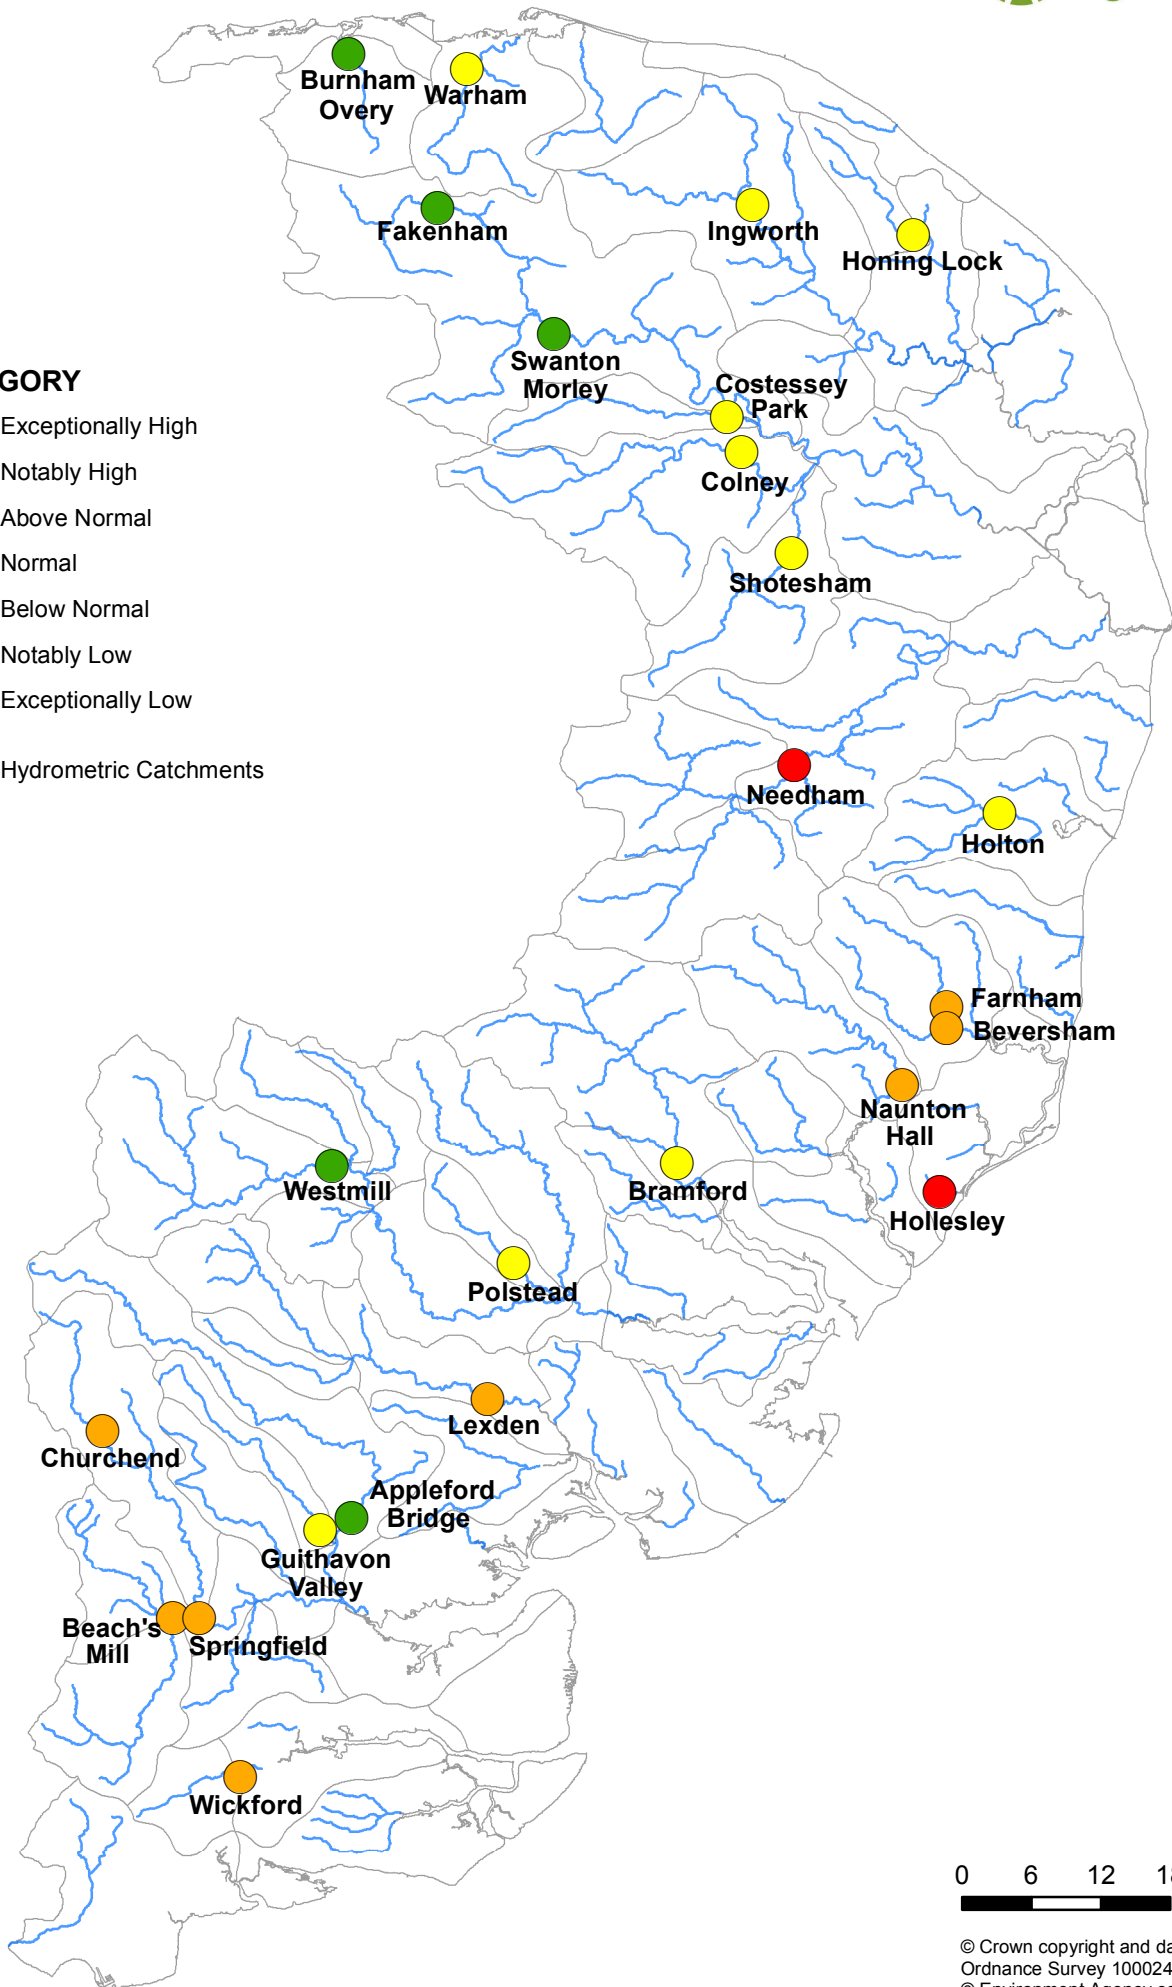 Burnham
Overy
Warham
Fakenham
Ingworth
Honing Lock
Swanton
Morley
GORY
Costessey
Park
Exceptionally High
Notably High
Colney
Above Normal
Normal
Shotesham
Below Normal
Notably Low
Exceptionally Low
Hydrometric Catchments
Needham
Holton
Farnham
Beversham
Naunton
Hall
Westmill
Bramford
Hollesley
Polstead
Lexden
Churchend
Appleford
Bridge
Guithavon
Valley
Beach's
Mill
Springfield
Wickford
0 6 12 18
© Crown copyright and da
Ordnance Survey 100024